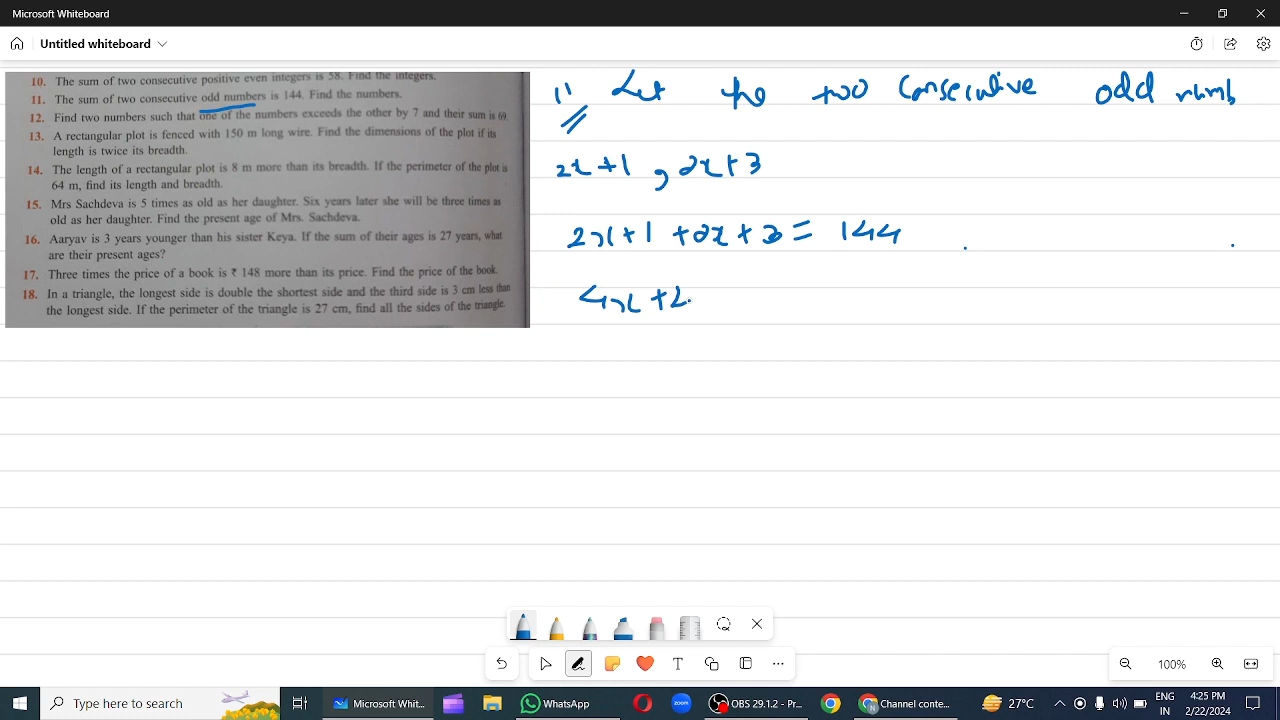 Microsoft Whiteboard
Untitled whiteboard
10. The sum of two consecutive positive even integers is 58. Find the integers.
11. The sum of two consecutive odd numbers is 144. Find the numbers.
12. Find two numbers such that one of the numbers exceeds the other by 7 and their sum is 69.
13. A rectangular plot is fenced with 150 m long wire. Find the dimensions of the plot if its
length is twice its breadth.
14. The length of a rectangular plot is 8 m more than its breadth. If the perimeter of the plot is
64 m, find its length and breadth.
15. Mrs Sachdeva is 5 times as old as her daughter. Six years later she will be three times as
old as her daughter. Find the present age of Mrs. Sachdeva.
16. Aaryav is 3 years younger than his sister Keya. If the sum of their ages is 27 years, what
are their present ages?
17. Three times the price of a book is ₹ 148 more than its price. Find the price of the book.
18. In a triangle, the longest side is double the shortest side and the third side is 3 cm less than
the longest side. If the perimeter of the triangle is 27 cm, find all the sides of the triangle.
11 Let the two consecutive odd numb
2x+1 , 2x+3
2x+1 +2x+3 = 144
4x +2
100%
Type here to search
Microsoft Whit...
WhatsApp
zoom
OBS 29.1.2 - Pr...
Channel conte...
27°C
ENG
IN
4:25 PM
2/22/2024